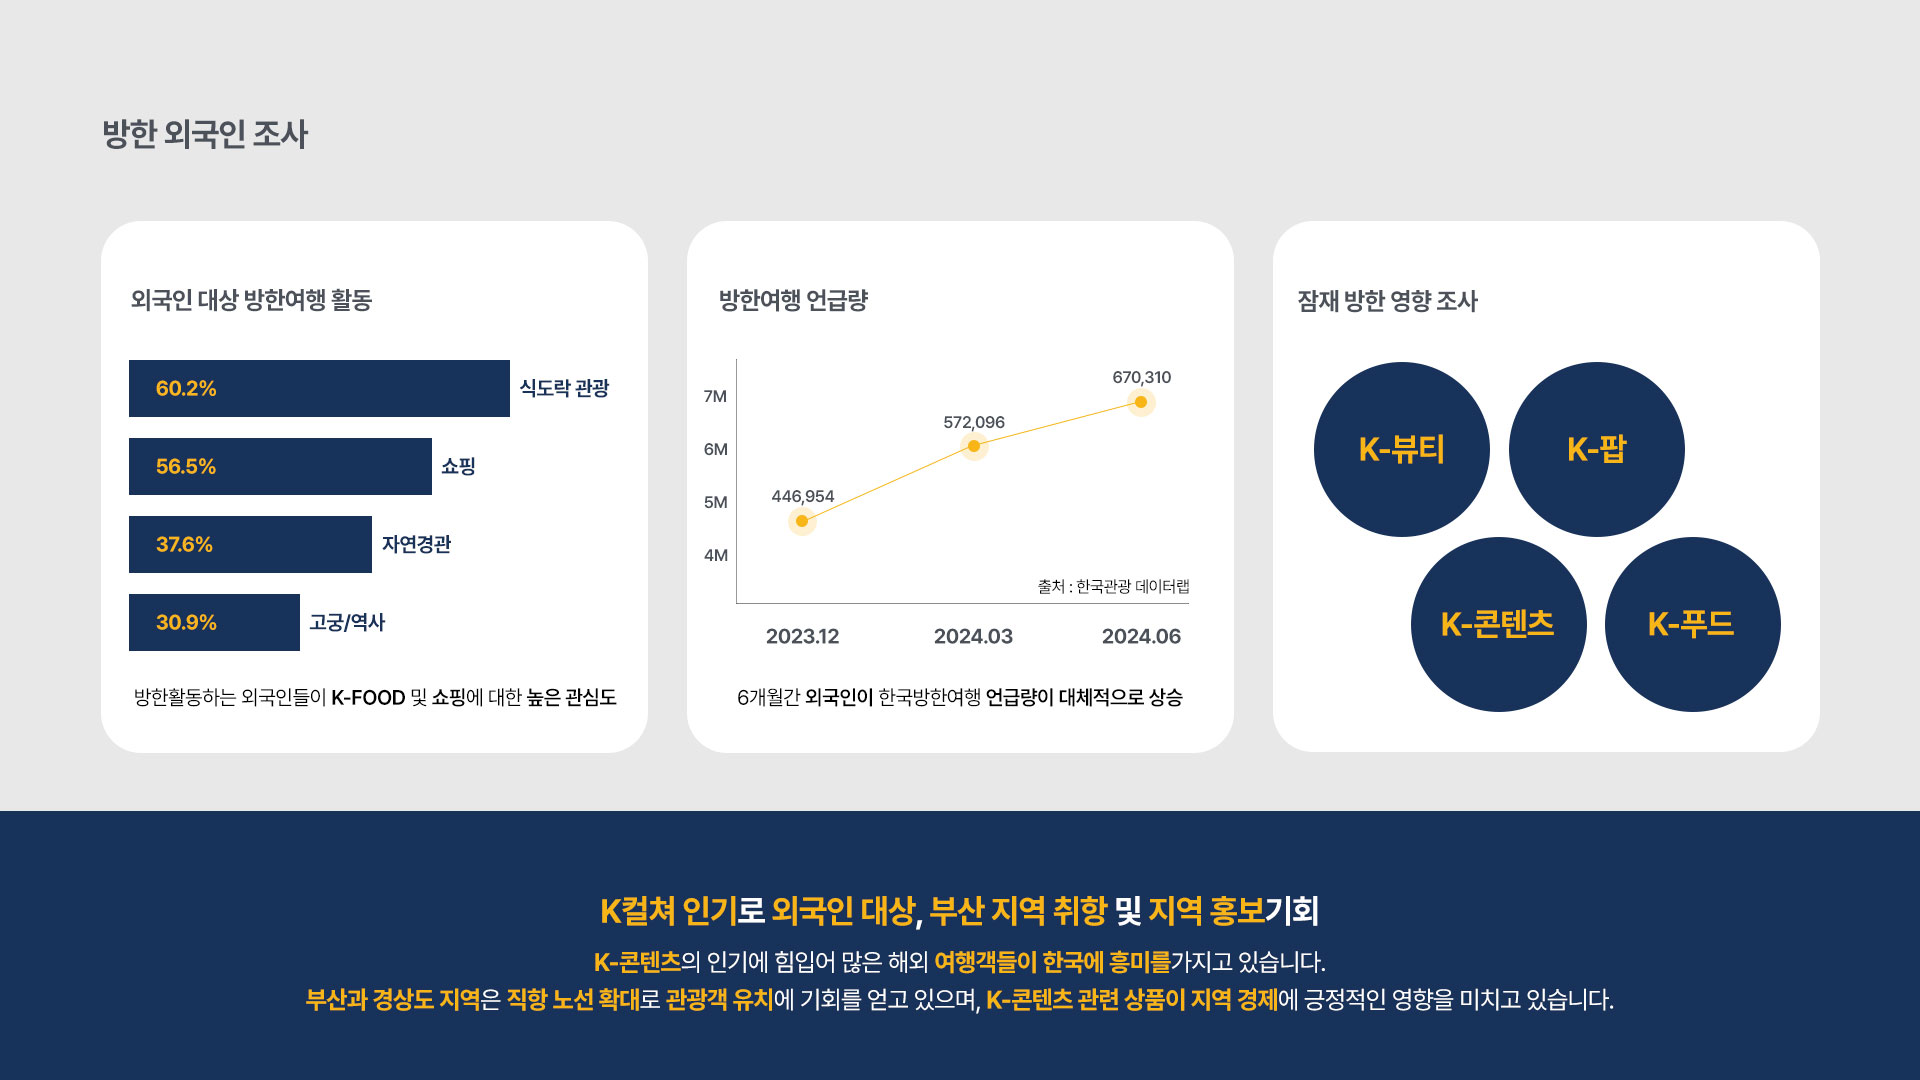 방한 외국인 조사
외국인 대상 방한여행 활동
60.2% 식도락 관광
56.5% 쇼핑
37.6% 자연경관
30.9% 고궁/역사
방한활동하는 외국인들이 K-FOOD 및 쇼핑에 대한 높은 관심도
방한여행 언급량
7M
6M
5M
4M
446,954
572,096
670,310
출처 : 한국관광 데이터랩
2023.12 2024.03 2024.06
6개월간 외국인이 한국방한여행 언급량이 대체적으로 상승
잠재 방한 영향 조사
K-뷰티 K-팝
K-콘텐츠 K-푸드
K컬쳐 인기로 외국인 대상, 부산 지역 취항 및 지역 홍보기회
K-콘텐츠의 인기에 힘입어 많은 해외 여행객들이 한국에 흥미를가지고 있습니다.
부산과 경상도 지역은 직항 노선 확대로 관광객 유치에 기회를 얻고 있으며, K-콘텐츠 관련 상품이 지역 경제에 긍정적인 영향을 미치고 있습니다.